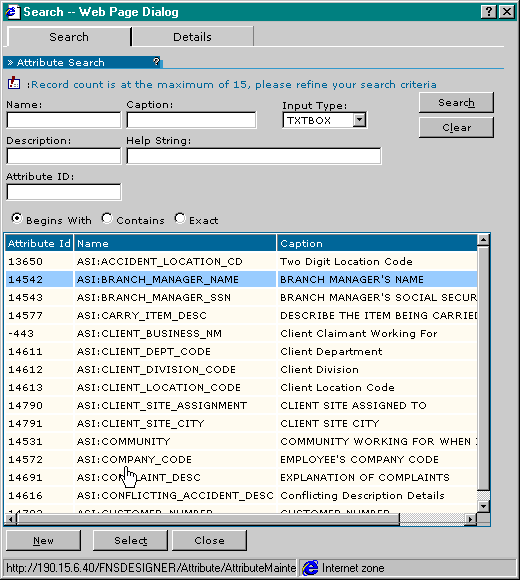 Search -- Web Page Dialog
Search Details
» Attribute Search ?
:Record count is at the maximum of 15, please refine your search criteria
Name: Caption: Input Type: Search
TXTBOX
Clear
Description: Help String:
Attribute ID:
Begins With Contains Exact
Attribute Id Name Caption
13650 ASI:ACCIDENT_LOCATION_CD Two Digit Location Code
14542 ASI:BRANCH_MANAGER_NAME BRANCH MANAGER'S NAME
14543 ASI:BRANCH_MANAGER_SSN BRANCH MANAGER'S SOCIAL SECUR
14577 ASI:CARRY_ITEM_DESC DESCRIBE THE ITEM BEING CARRIED
-443 ASI:CLIENT_BUSINESS_NM Client Claimant Working For
14611 ASI:CLIENT_DEPT_CODE Client Department
14612 ASI:CLIENT_DIVISION_CODE Client Division
14613 ASI:CLIENT_LOCATION_CODE Client Location Code
14790 ASI:CLIENT_SITE_ASSIGNMENT CLIENT SITE ASSIGNED TO
14791 ASI:CLIENT_SITE_CITY CLIENT SITE CITY
14531 ASI:COMMUNITY COMMUNITY WORKING FOR WHEN
14572 ASI:COMPANY_CODE EMPLOYEE'S COMPANY CODE
14691 ASI:COMPLAINT_DESC EXPLANATION OF COMPLAINTS
14616 ASI:CONFLICTING_ACCIDENT_DESC Conflicting Description Details
ASI:CUSTOMER_NUMBER CUSTOMER NUMBER
New Select Close
http://190.15.6.40/FNSDESIGNER/Attribute/AttributeMainte Internet zone